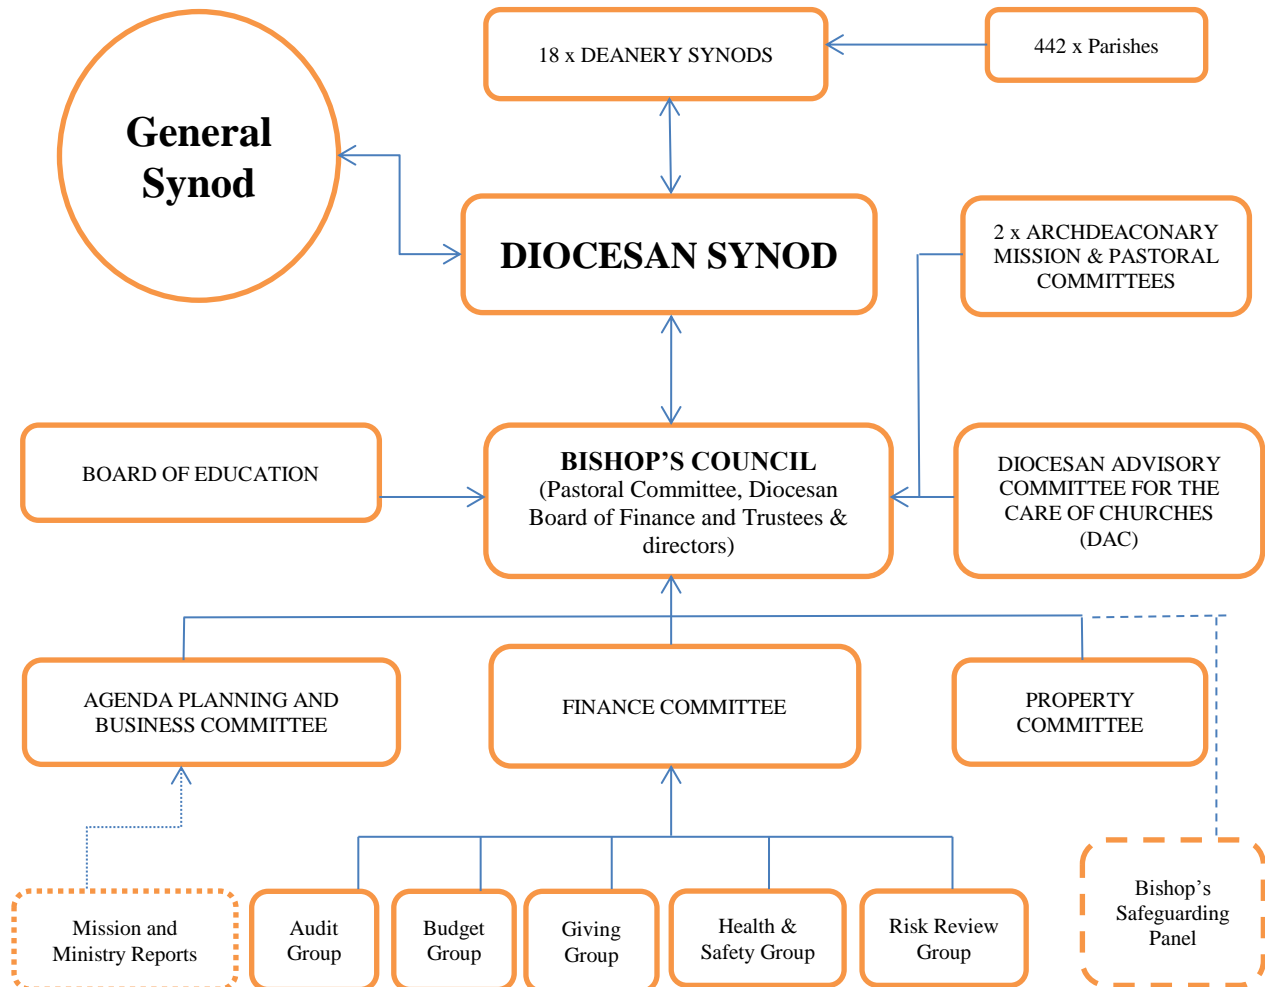 General
Synod
18 x DEANERY SYNODS
442 x Parishes
DIOCESAN SYNOD
2 x ARCHDEACONARY
MISSION & PASTORAL
COMMITTEES
BOARD OF EDUCATION
BISHOP’S COUNCIL
(Pastoral Committee, Diocesan
Board of Finance and Trustees &
directors)
DIOCESAN ADVISORY
COMMITTEE FOR THE
CARE OF CHURCHES
(DAC)
AGENDA PLANNING AND
BUSINESS COMMITTEE
FINANCE COMMITTEE
PROPERTY
COMMITTEE
Mission and
Ministry Reports
Audit
Group
Budget
Group
Giving
Group
Health &
Safety Group
Risk Review
Group
Bishop’s
Safeguarding
Panel